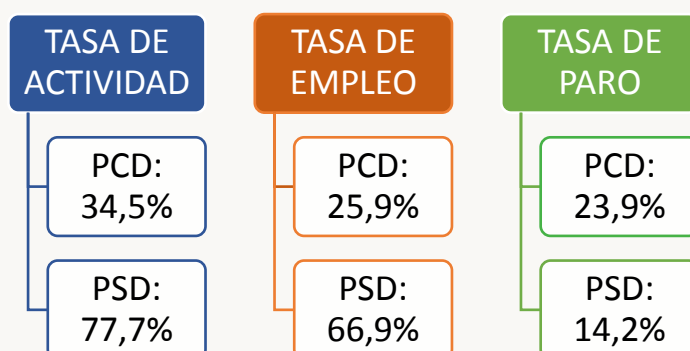 TASA DE
ACTIVIDAD
PCD:
34,5%
PSD:
77,7%
TASA DE
EMPLEO
PCD:
25,9%
PSD:
66,9%
TASA DE
PARO
PCD:
23,9%
PSD:
14,2%